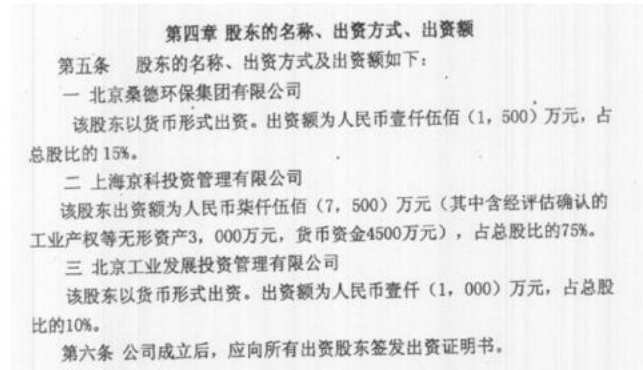 第四章 股东的名称、出资方式、出资额
第五条 股东的名称、出资方式及出资额如下：
一 北京桑德环保集团有限公司
该股东以货币形式出资。出资额为人民币壹仟伍佰（1，500）万元，占
总股比的 15%。
二 上海京科投资管理有限公司
该股东出资额为人民币柒仟伍佰（7，500）万元（其中含经评估确认的
工业产权等无形资产3，000万元，货币资金4500万元），占总股比的75%。
三 北京工业发展投资管理有限公司
该股东以货币形式出资。出资额为人民币壹仟（1，000）万元，占总股
比的10%。
第六条 公司成立后，应向所有出资股东签发出资证明书。